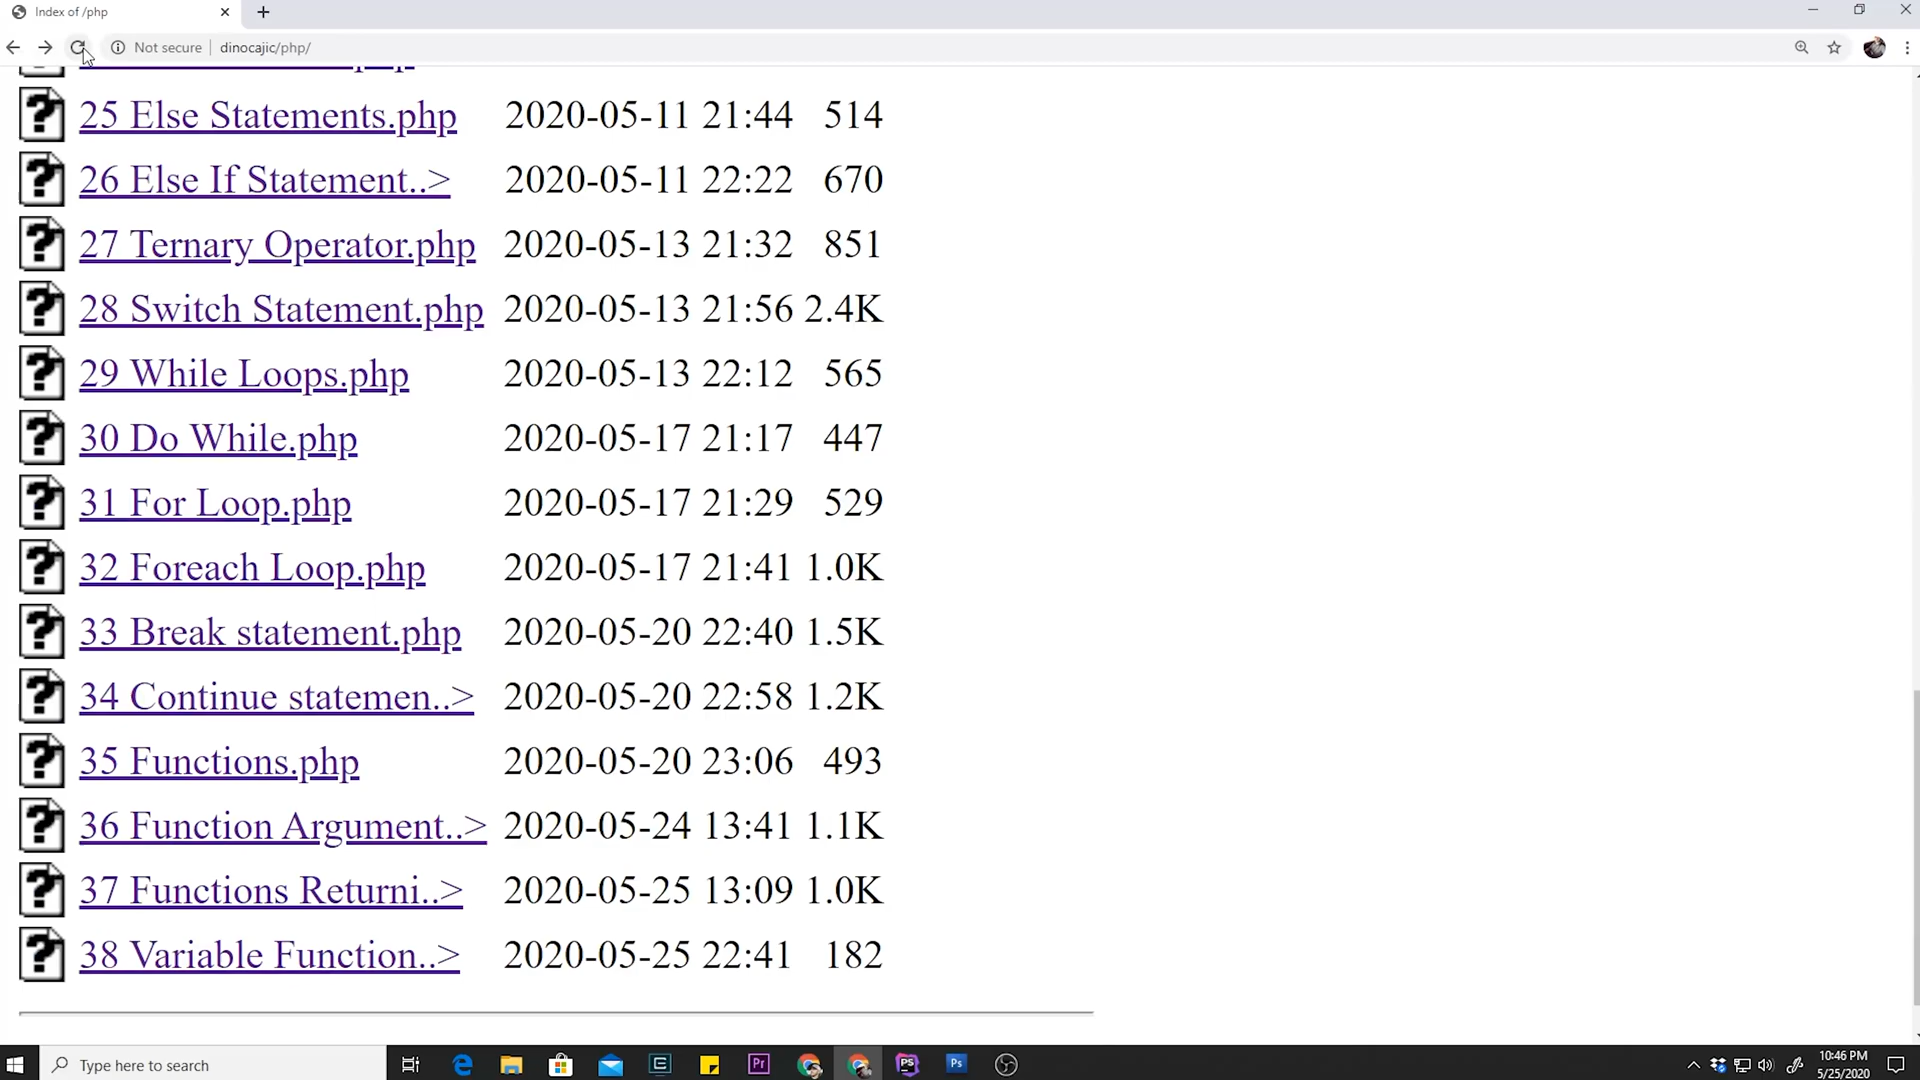 Index of /php
Not secure | dinocajic/php/
25 Else Statements.php 2020-05-11 21:44 514
26 Else If Statement..> 2020-05-11 22:22 670
27 Ternary Operator.php 2020-05-13 21:32 851
28 Switch Statement.php 2020-05-13 21:56 2.4K
29 While Loops.php 2020-05-13 22:12 565
30 Do While.php 2020-05-17 21:17 447
31 For Loop.php 2020-05-17 21:29 529
32 Foreach Loop.php 2020-05-17 21:41 1.0K
33 Break statement.php 2020-05-20 22:40 1.5K
34 Continue statemen..> 2020-05-20 22:58 1.2K
35 Functions.php 2020-05-20 23:06 493
36 Function Argument..> 2020-05-24 13:41 1.1K
37 Functions Returni..> 2020-05-25 13:09 1.0K
38 Variable Function..> 2020-05-25 22:41 182
Type here to search
Pr
PS
Ps
10:46 PM
5/25/2020